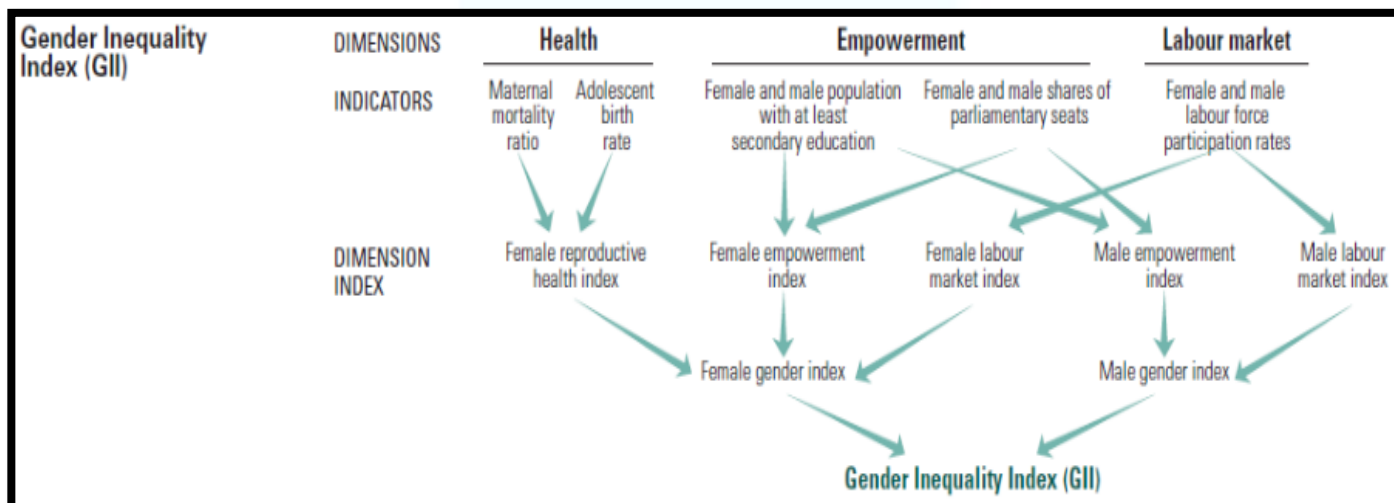 Gender Inequality
Index (GII)
DIMENSIONS
Health
Empowerment
Labour market
INDICATORS
Maternal
mortality
ratio
Adolescent
birth
rate
Female and male population
with at least
secondary education
Female and male shares of
parliamentary seats
Female and male
labour force
participation rates
DIMENSION
INDEX
Female reproductive
health index
Female empowerment
index
Female labour
market index
Male empowerment
index
Male labour
market index
Female gender index
Male gender index
Gender Inequality Index (GII)